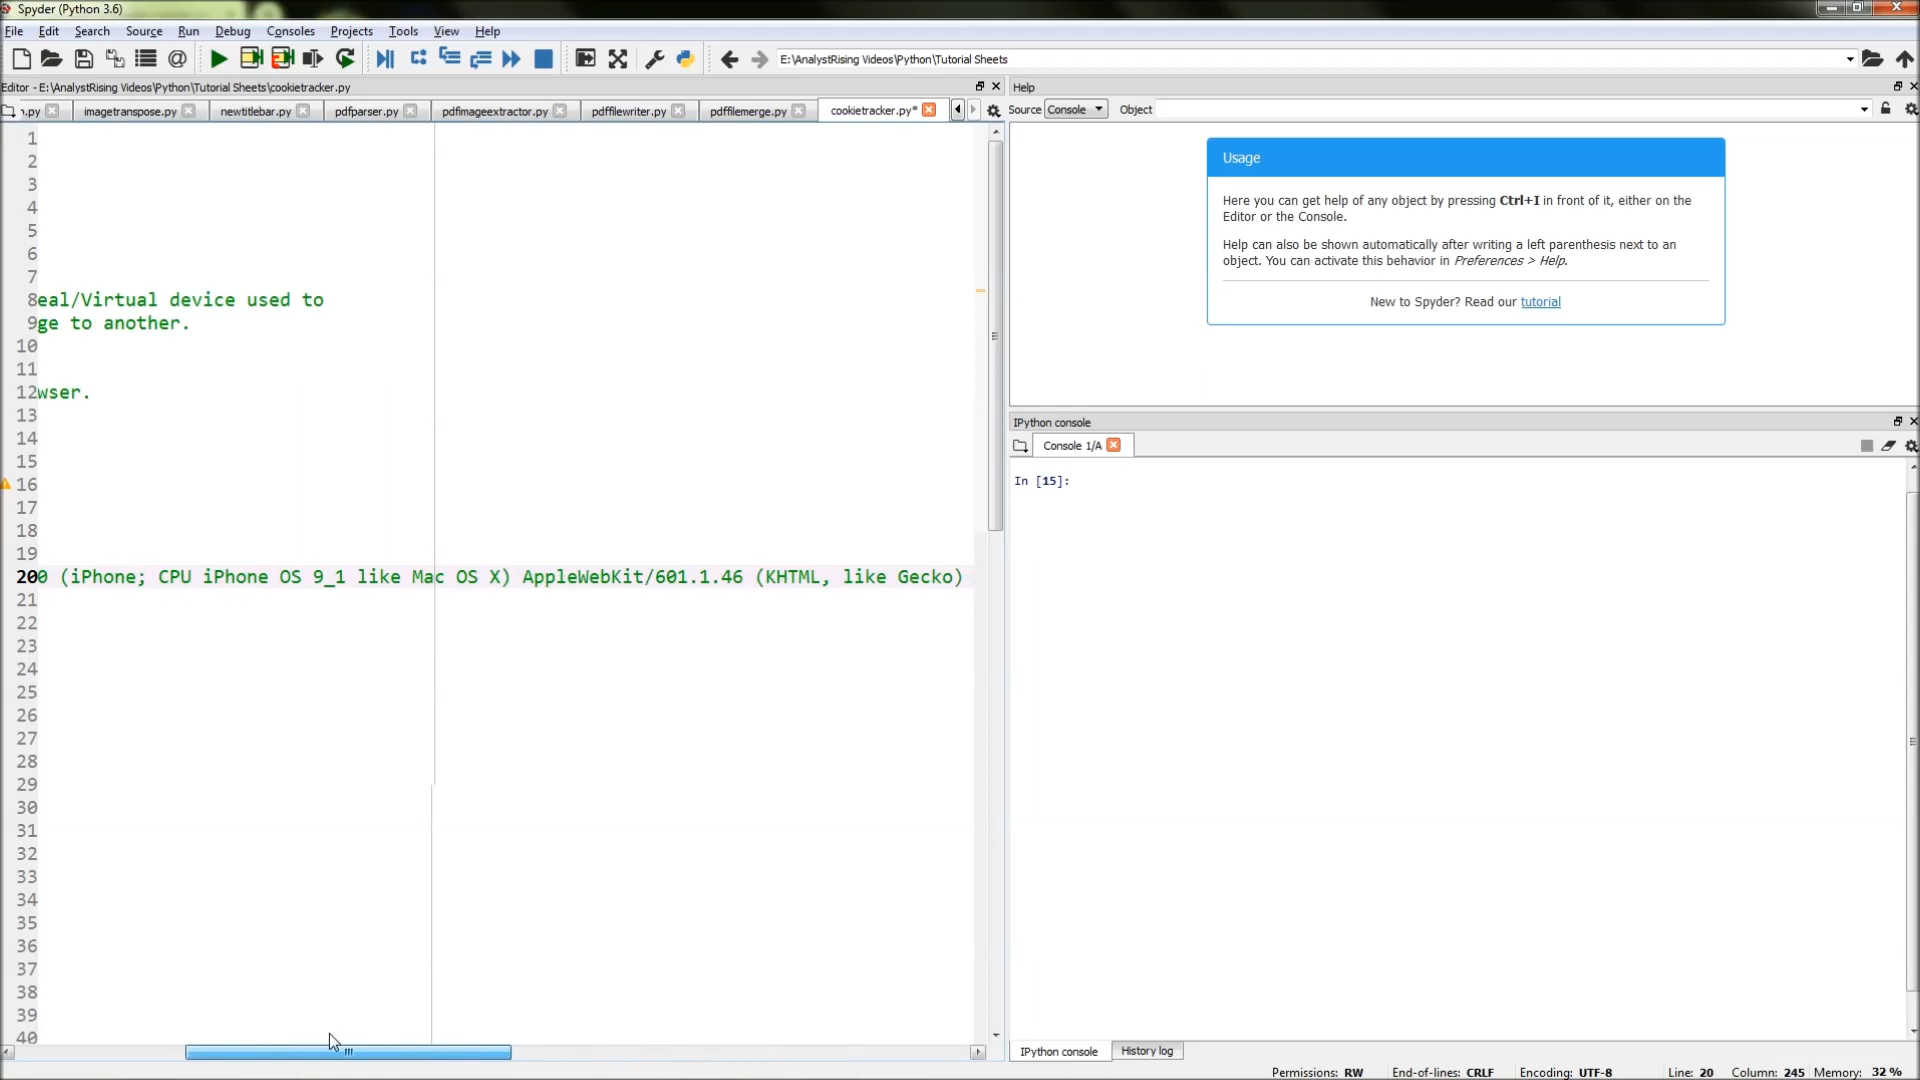 Spyder (Python 3.6)
File Edit Search Source Run Debug Consoles Projects Tools View Help
E:\AnalystRising Videos\Python\Tutorial Sheets
Editor - E:\AnalystRising Videos\Python\Tutorial Sheets\cookietracker.py
n.py imagetranspose.py newtitlebar.py pdfparser.py pdfimageextractor.py pdffilewriter.py pdffilemerge.py cookietracker.py*
1
2
3
4
5
6
7
8eal/Virtual device used to
9ge to another.
10
11
12wser.
13
14
15
16
17
18
19
200 (iPhone; CPU iPhone OS 9_1 like Mac OS X) AppleWebKit/601.1.46 (KHTML, like Gecko)
21
22
23
24
25
26
27
28
29
30
31
32
33
34
35
36
37
38
39
40
Help
Source Console Object
Usage
Here you can get help of any object by pressing Ctrl+I in front of it, either on the
Editor or the Console.
Help can also be shown automatically after writing a left parenthesis next to an
object. You can activate this behavior in Preferences > Help.
New to Spyder? Read our tutorial
IPython console
Console 1/A
In [15]:
IPython console History log
Permissions: RW End-of-lines: CRLF Encoding: UTF-8 Line: 20 Column: 245 Memory: 32 %